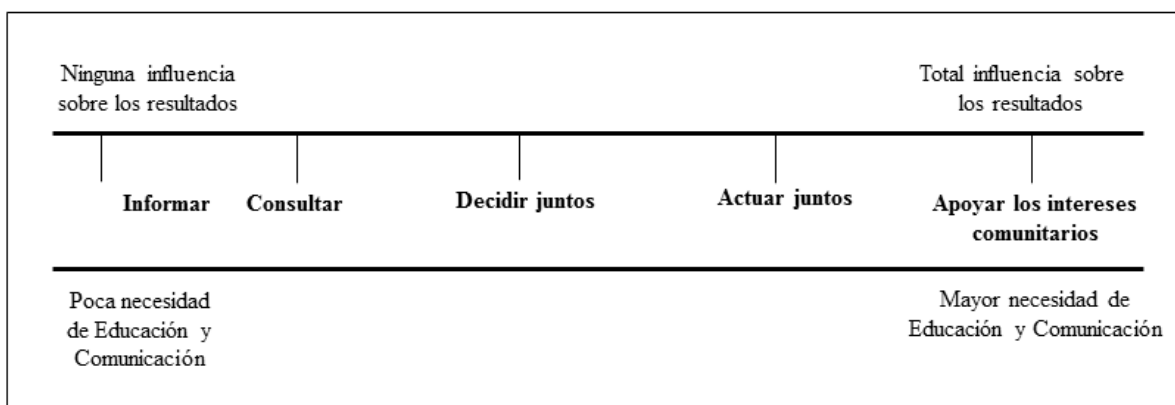 Ninguna influencia
sobre los resultados
Total influencia sobre
los resultados
Informar
Consultar
Decidir juntos
Actuar juntos
Apoyar los intereses
comunitarios
Poca necesidad
de Educación y
Comunicación
Mayor necesidad de
Educación y Comunicación